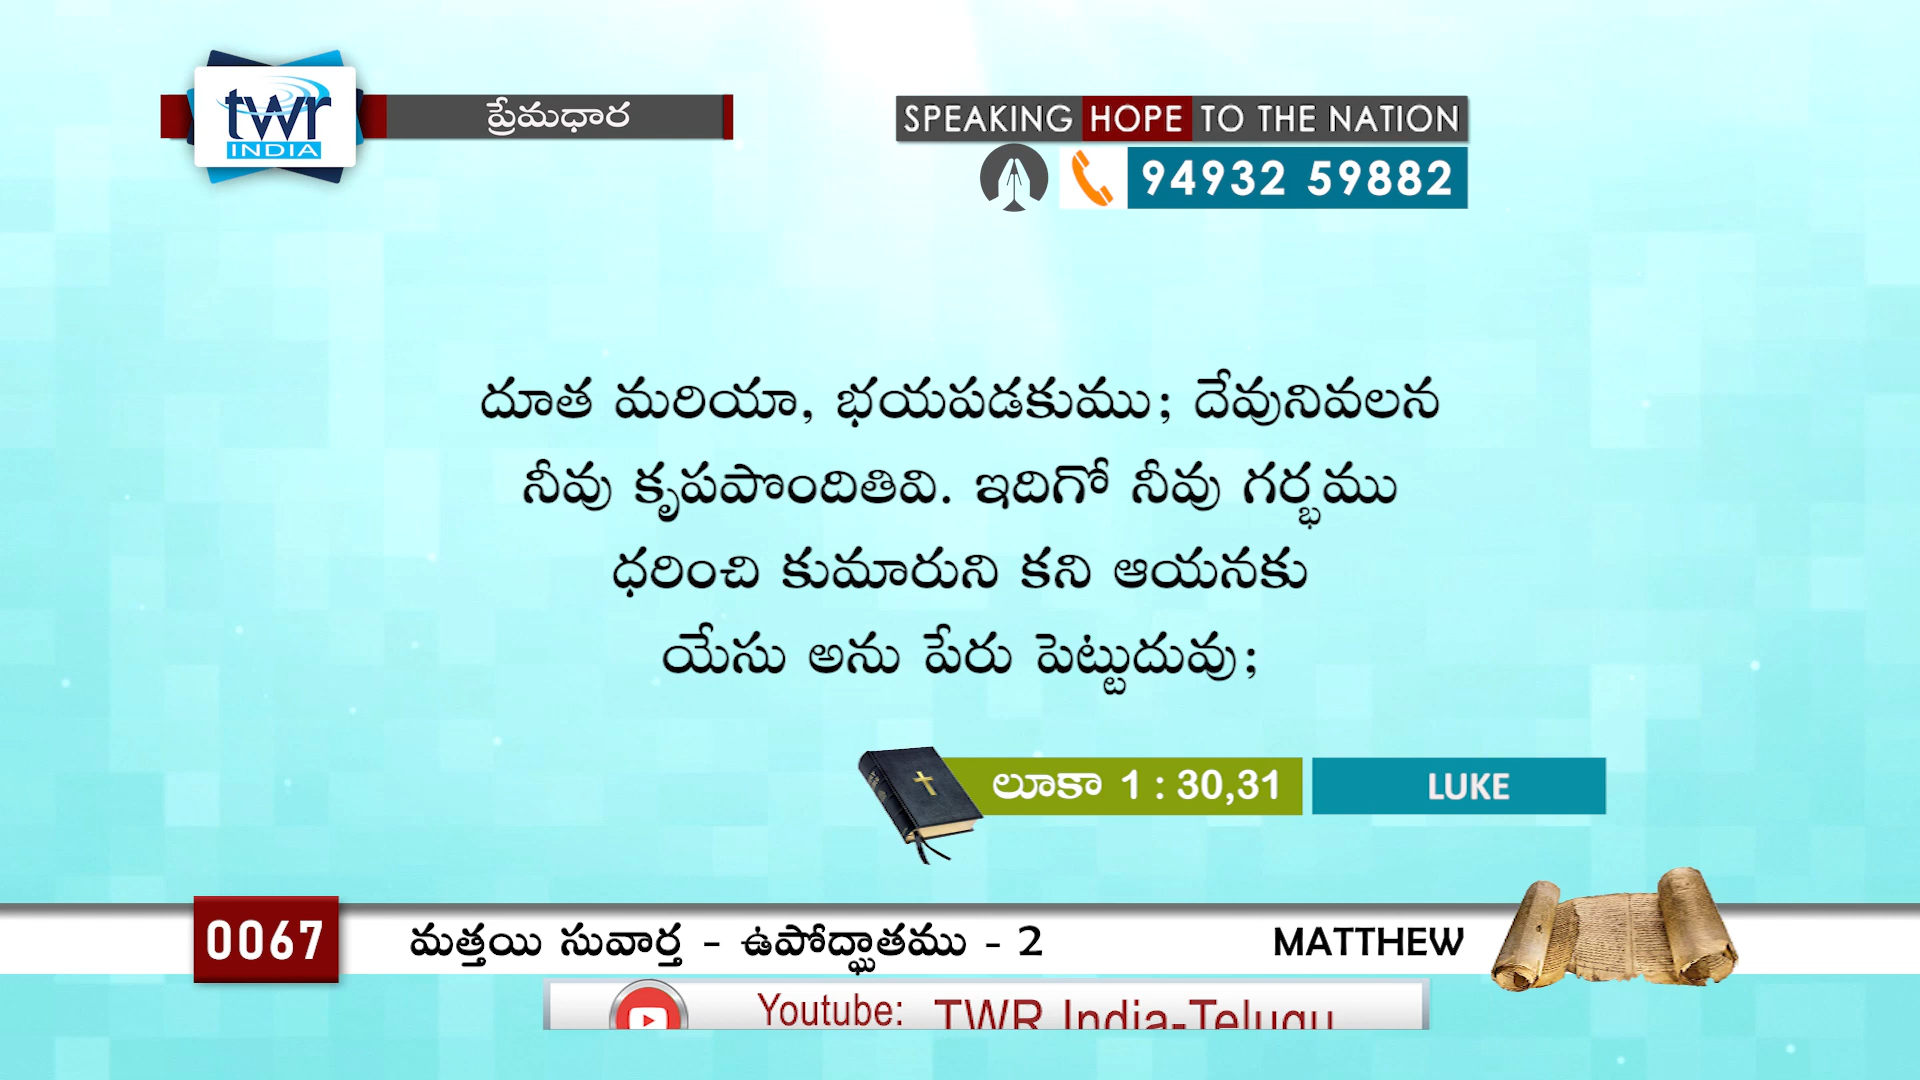 twr
INDIA
ప్రేమధార
SPEAKING HOPE TO THE NATION
94932 59882
దూత మరియా, భయపడకుము; దేవునివలన
నీవు కృపపొందితివి. ఇదిగో నీవు గర్భము
ధరించి కుమారుని కని ఆయనకు
యేసు అను పేరు పెట్టుదువు;
లూకా 1 : 30,31
LUKE
0067
మత్తయి సువార్త - ఉపోద్ఘాతము - 2
MATTHEW
Youtube: TWR India-Telugu